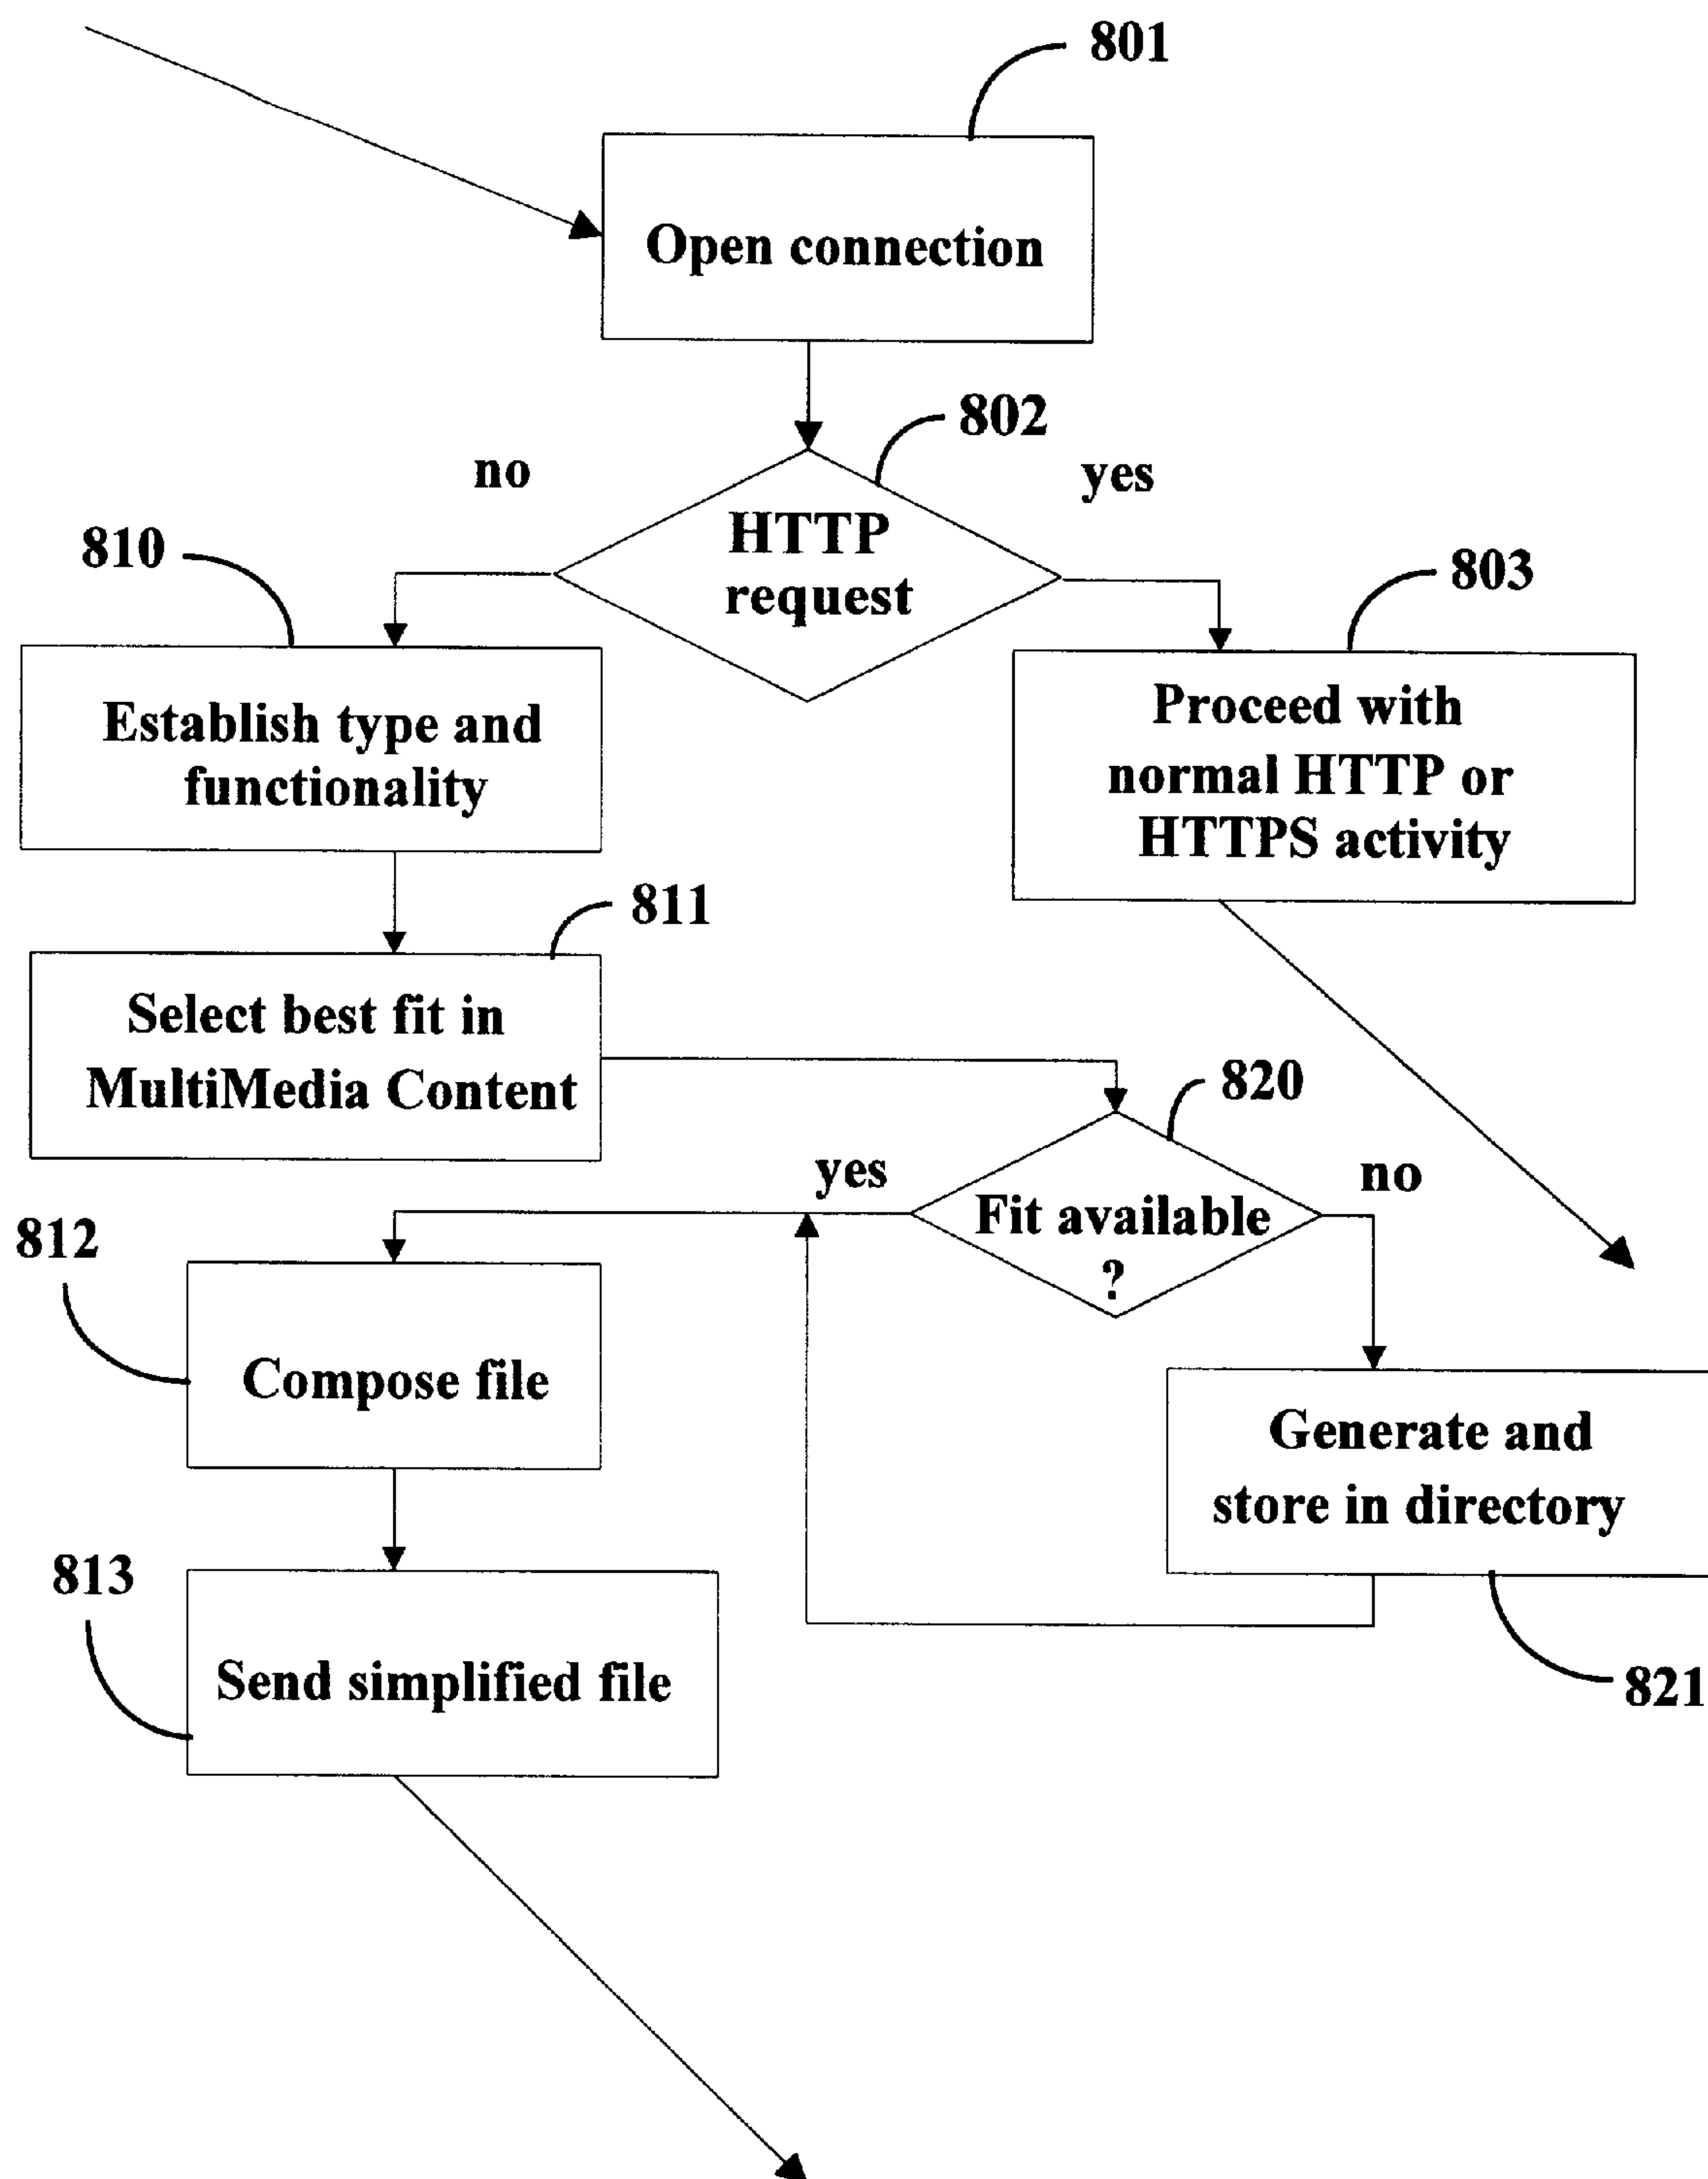 801
Open connection
802
no
yes
HTTP
request
810
803
Establish type and
functionality
Proceed with
normal HTTP or
HTTPS activity
811
Select best fit in
MultiMedia Content
820
yes
no
Fit available
?
812
Compose file
Generate and
store in directory
813
Send simplified file
821